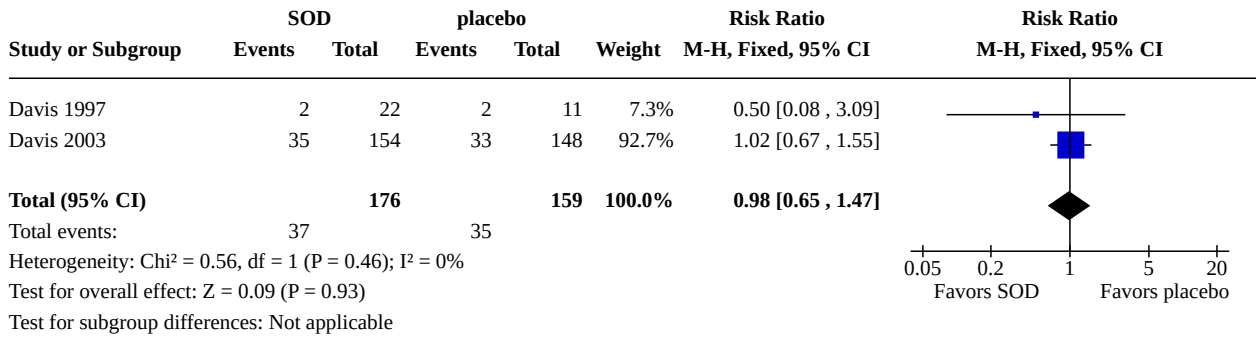 SOD placebo Risk Ratio Risk Ratio
Study or Subgroup Events Total Events Total Weight M-H, Fixed, 95% CI M-H, Fixed, 95% CI
Davis 1997 2 22 2 11 7.3% 0.50 [0.08 , 3.09]
Davis 2003 35 154 33 148 92.7% 1.02 [0.67 , 1.55]
Total (95% CI) 176 159 100.0% 0.98 [0.65 , 1.47]
Total events: 37 35
Heterogeneity: Chi² = 0.56, df = 1 (P = 0.46); I² = 0%
0.05 0.2 1 5 20
Test for overall effect: Z = 0.09 (P = 0.93)
Favors SOD Favors placebo
Test for subgroup differences: Not applicable